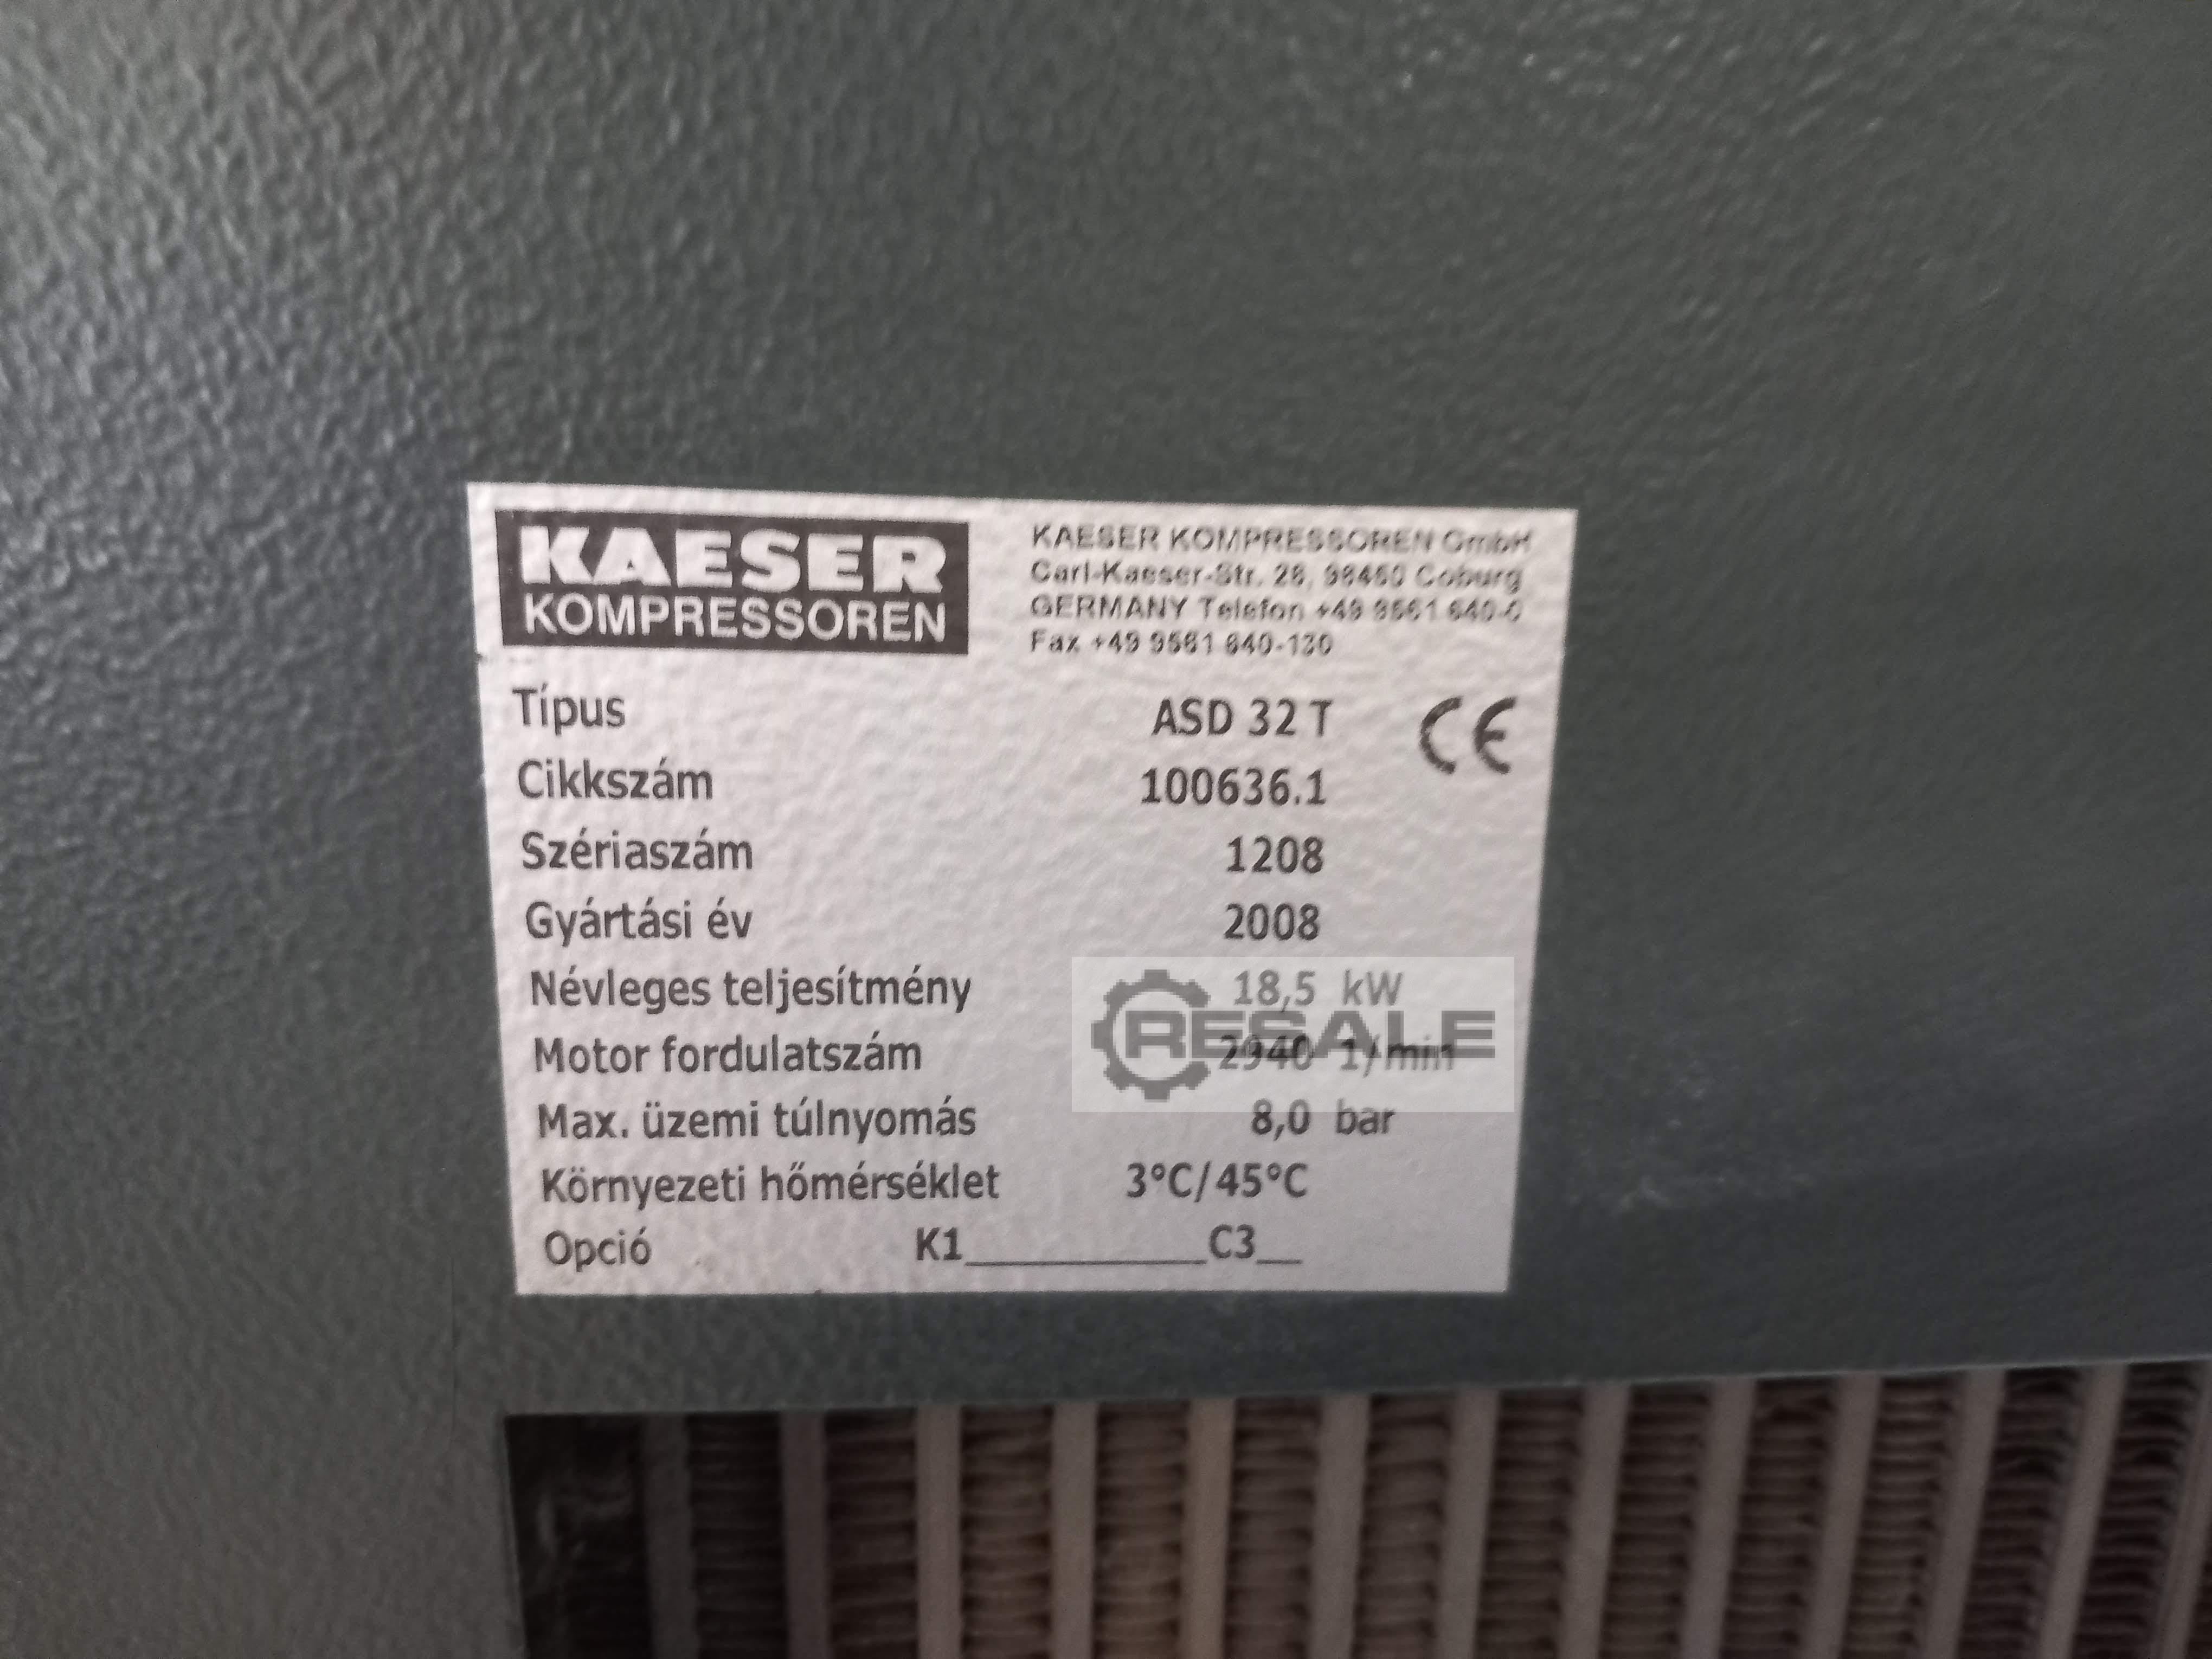 KAESER
KOMPRESSOREN
KAESER KOMPRESSOREN GmbH
Carl-Kaeser-Str. 26, 96450 Coburg
GERMANY Telefon +49 9561 640-0
Fax +49 9561 640-130
CE
Típus ASD 32 T
Cikkszám 100636.1
Szériaszám 1208
Gyártási év 2008
Névleges teljesítmény 18,5 kW
RESALE
Motor fordulatszám 2940 1/min
Max. üzemi túlnyomás 8,0 bar
Környezeti hőmérséklet 3°C/45°C
Opció K1__________C3__